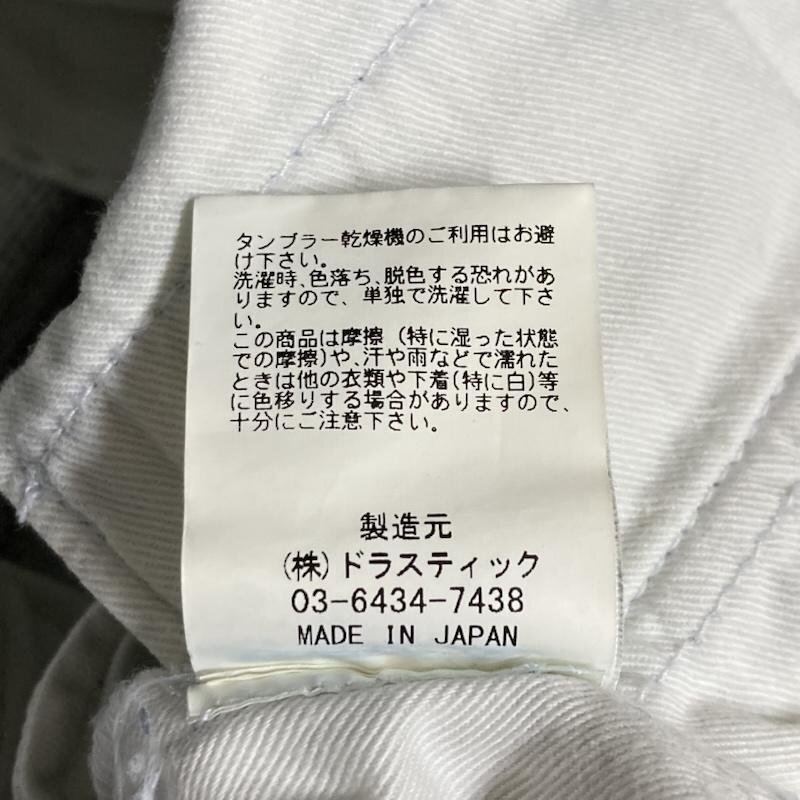 タンブラー乾燥機のご利用はお避
け下さい。
洗濯時､色落ち､脱色する恐れがあ
りますので、単独で洗濯して下さ
い。
この商品は摩擦（特に湿った状態
での摩擦)や､汗や雨などで濡れた
ときは他の衣類や下着(特に白)等
に色移りする場合がありますので、
十分にご注意下さい。
製造元
(株)ドラスティック
03-6434-7438
MADE IN JAPAN